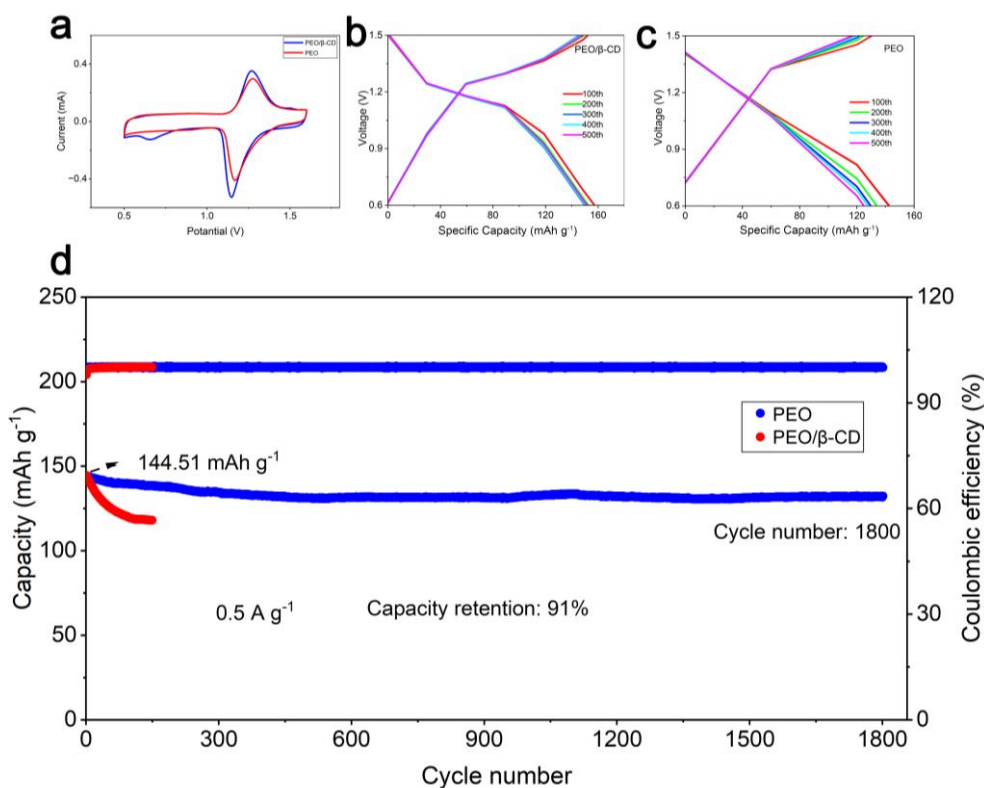 a
PEO/β-CD
PEO
Current (mA)
0.4
0.0
−0.4
0.5
1.0
1.5
Potential (V)
b
PEO/β-CD
100th
200th
300th
400th
500th
Voltage (V)
1.5
1.2
0.9
0.6
0
40
80
120
160
Specific Capacity (mAh g⁻¹)
c
PEO
100th
200th
300th
400th
500th
Voltage (V)
1.5
1.2
0.9
0.6
0
40
80
120
160
Specific Capacity (mAh g⁻¹)
d
Capacity (mAh g⁻¹)
250
200
150
100
50
0
PEO
PEO/β-CD
144.51 mAh g⁻¹
Cycle number: 1800
0.5 A g⁻¹
Capacity retention: 91%
Coulombic efficiency (%)
120
90
60
30
0
0
300
600
900
1200
1500
1800
Cycle number